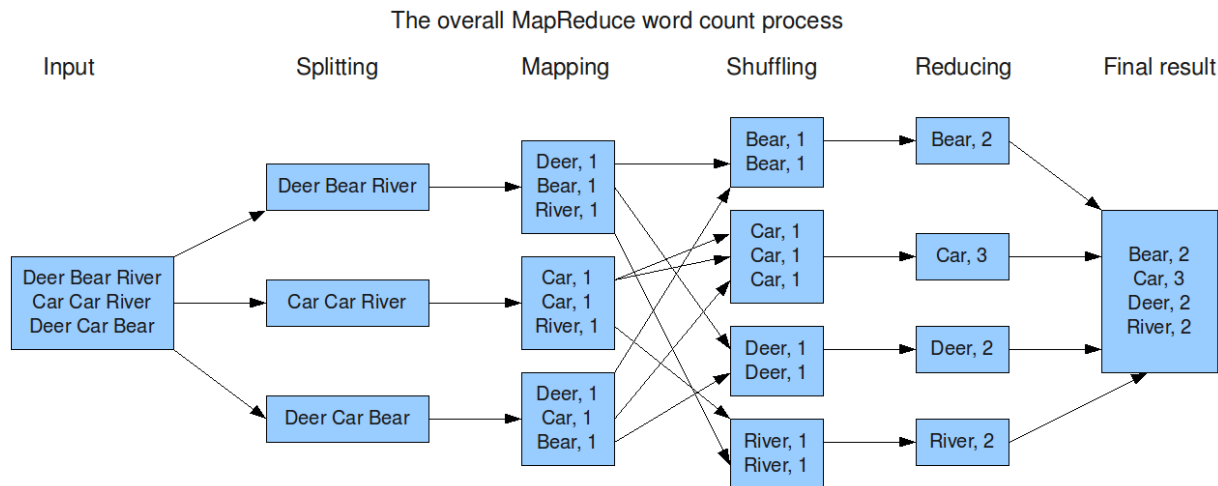 The overall MapReduce word count process
Input
Splitting
Mapping
Shuffling
Reducing
Final result
Deer Bear River
Car Car River
Deer Car Bear
Deer Bear River
Car Car River
Deer Car Bear
Deer, 1
Bear, 1
River, 1
Car, 1
Car, 1
River, 1
Deer, 1
Car, 1
Bear, 1
Bear, 1
Bear, 1
Car, 1
Car, 1
Car, 1
Deer, 1
Deer, 1
River, 1
River, 1
Bear, 2
Car, 3
Deer, 2
River, 2
Bear, 2
Car, 3
Deer, 2
River, 2